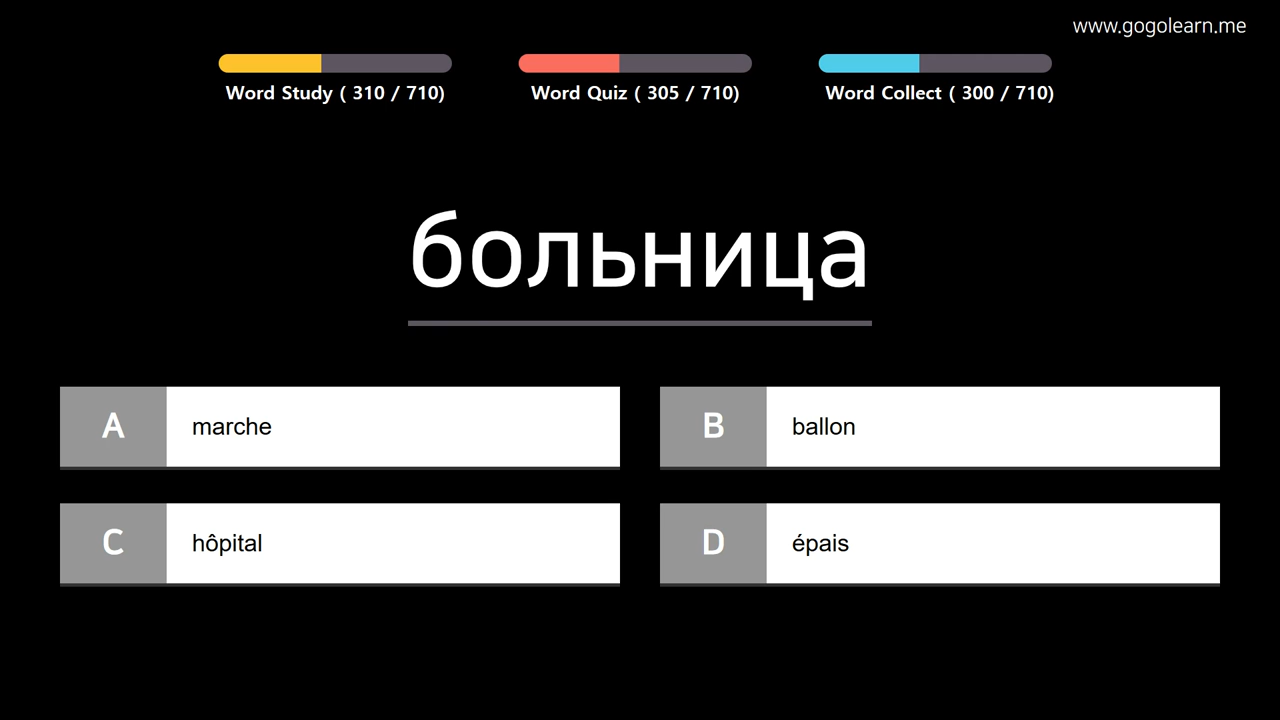 www.gogolearn.me
Word Study ( 310 / 710)
Word Quiz ( 305 / 710)
Word Collect ( 300 / 710)
больница
A marche
B ballon
C hôpital
D épais